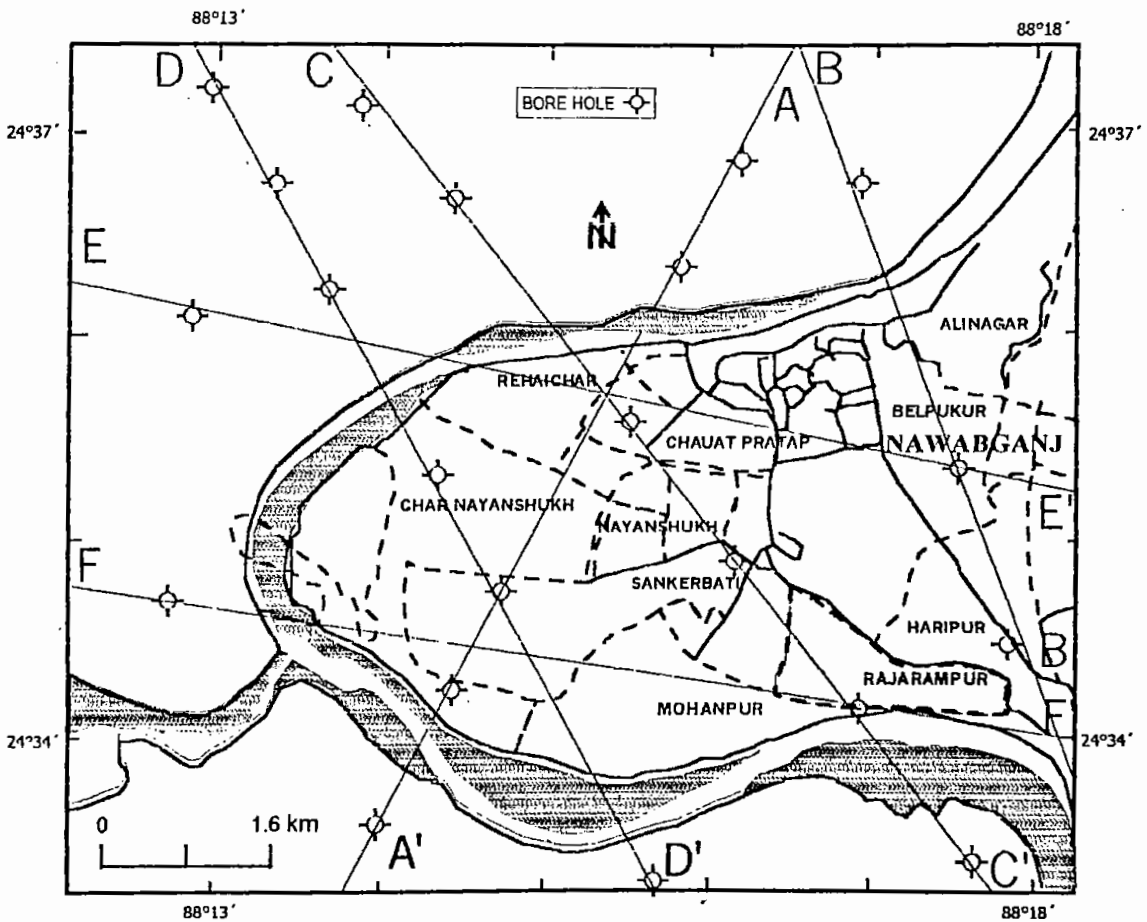 88°13′
88°18′
D
C
B
A
BORE HOLE
24°37′
24°37′
N
E
ALINAGAR
REHAICHAR
BELPUKUR
CHAUAT PRATAP
NAWABGANJ
CHAR NAYANSHUKH
E'
NAYANSHUKH
F
SANKERBATI
HARIPUR
B
RAJARAMPUR
MOHANPUR
F
24°34′
24°34′
0 1.6 km
A'
D'
C'
88°13′
88°18′